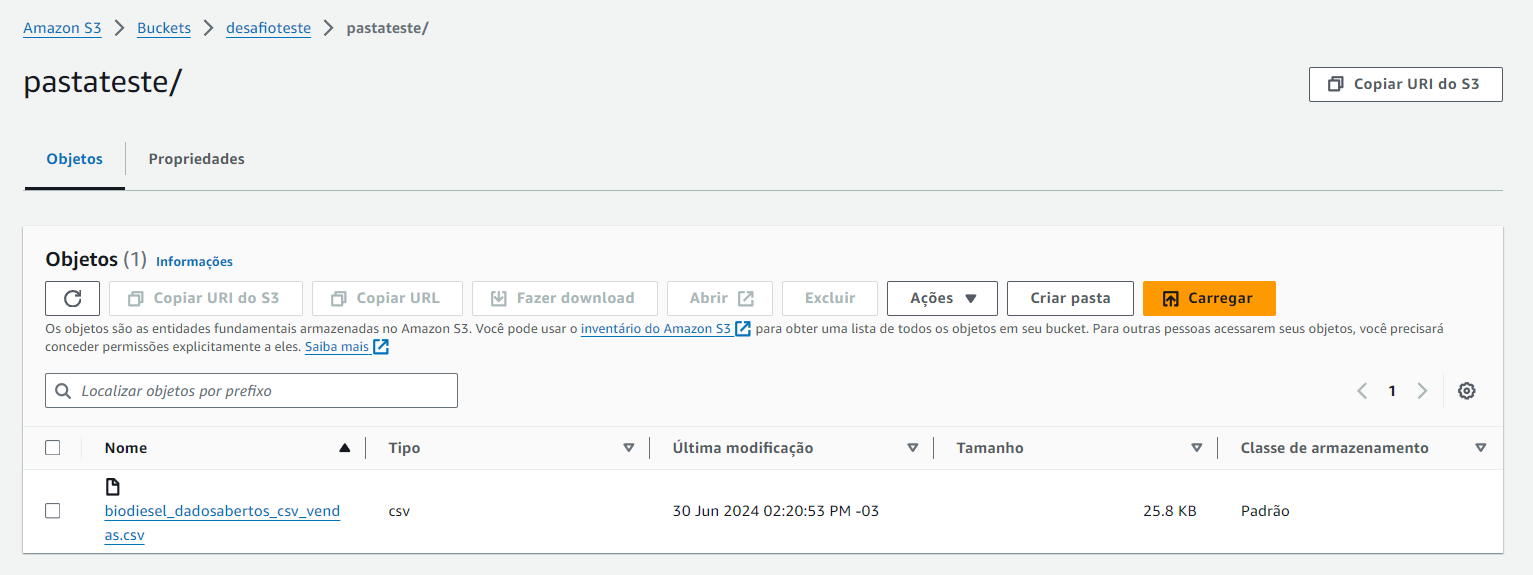 Amazon S3 > Buckets > desafioteste > pastateste/
pastateste/
Copiar URI do S3
Objetos
Propriedades
Objetos (1) Informações
Copiar URI do S3
Copiar URL
Fazer download
Abrir
Excluir
Ações
Criar pasta
Carregar
Os objetos são as entidades fundamentais armazenadas no Amazon S3. Você pode usar o inventário do Amazon S3 para obter uma lista de todos os objetos em seu bucket. Para outras pessoas acessarem seus objetos, você precisará
conceder permissões explicitamente a eles. Saiba mais
Localizar objetos por prefixo
1
Nome
Tipo
Última modificação
Tamanho
Classe de armazenamento
biodiesel_dadosabertos_csv_vend
as.csv
csv
30 Jun 2024 02:20:53 PM -03
25.8 KB
Padrão